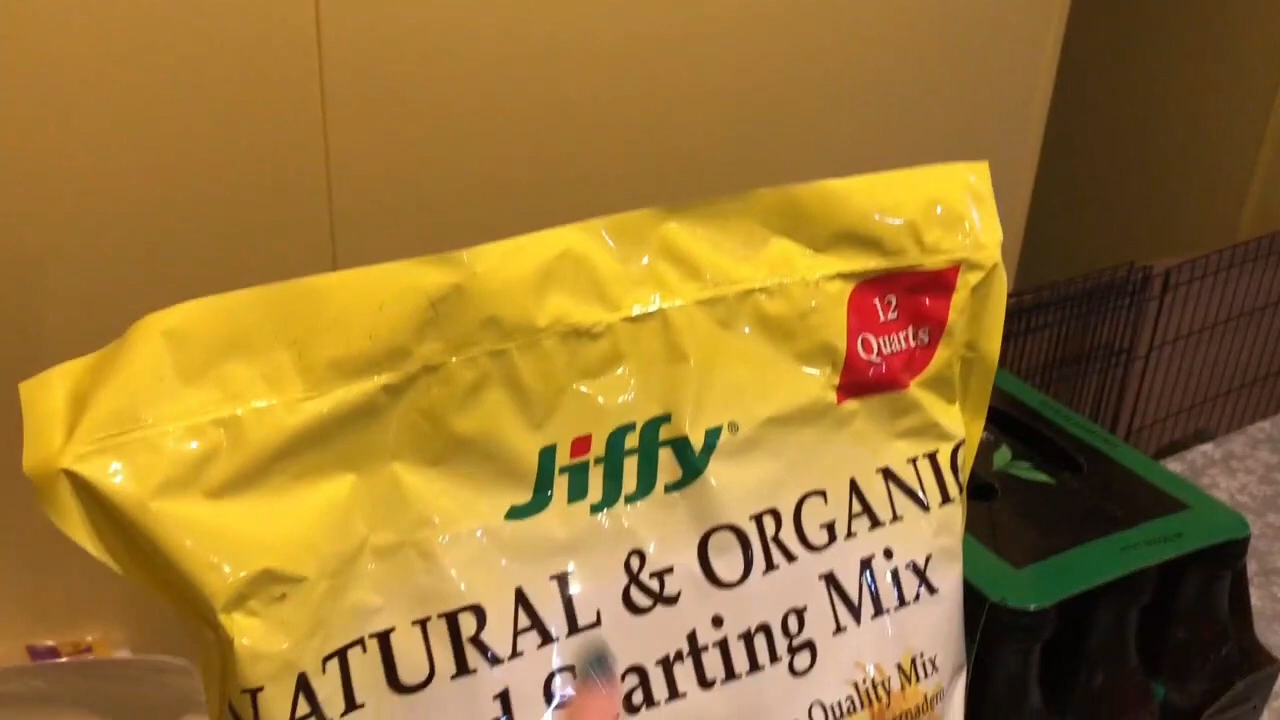 12
Quarts
Jiffy®
NATURAL & ORGANIC
Starting Mix
Quality Mix